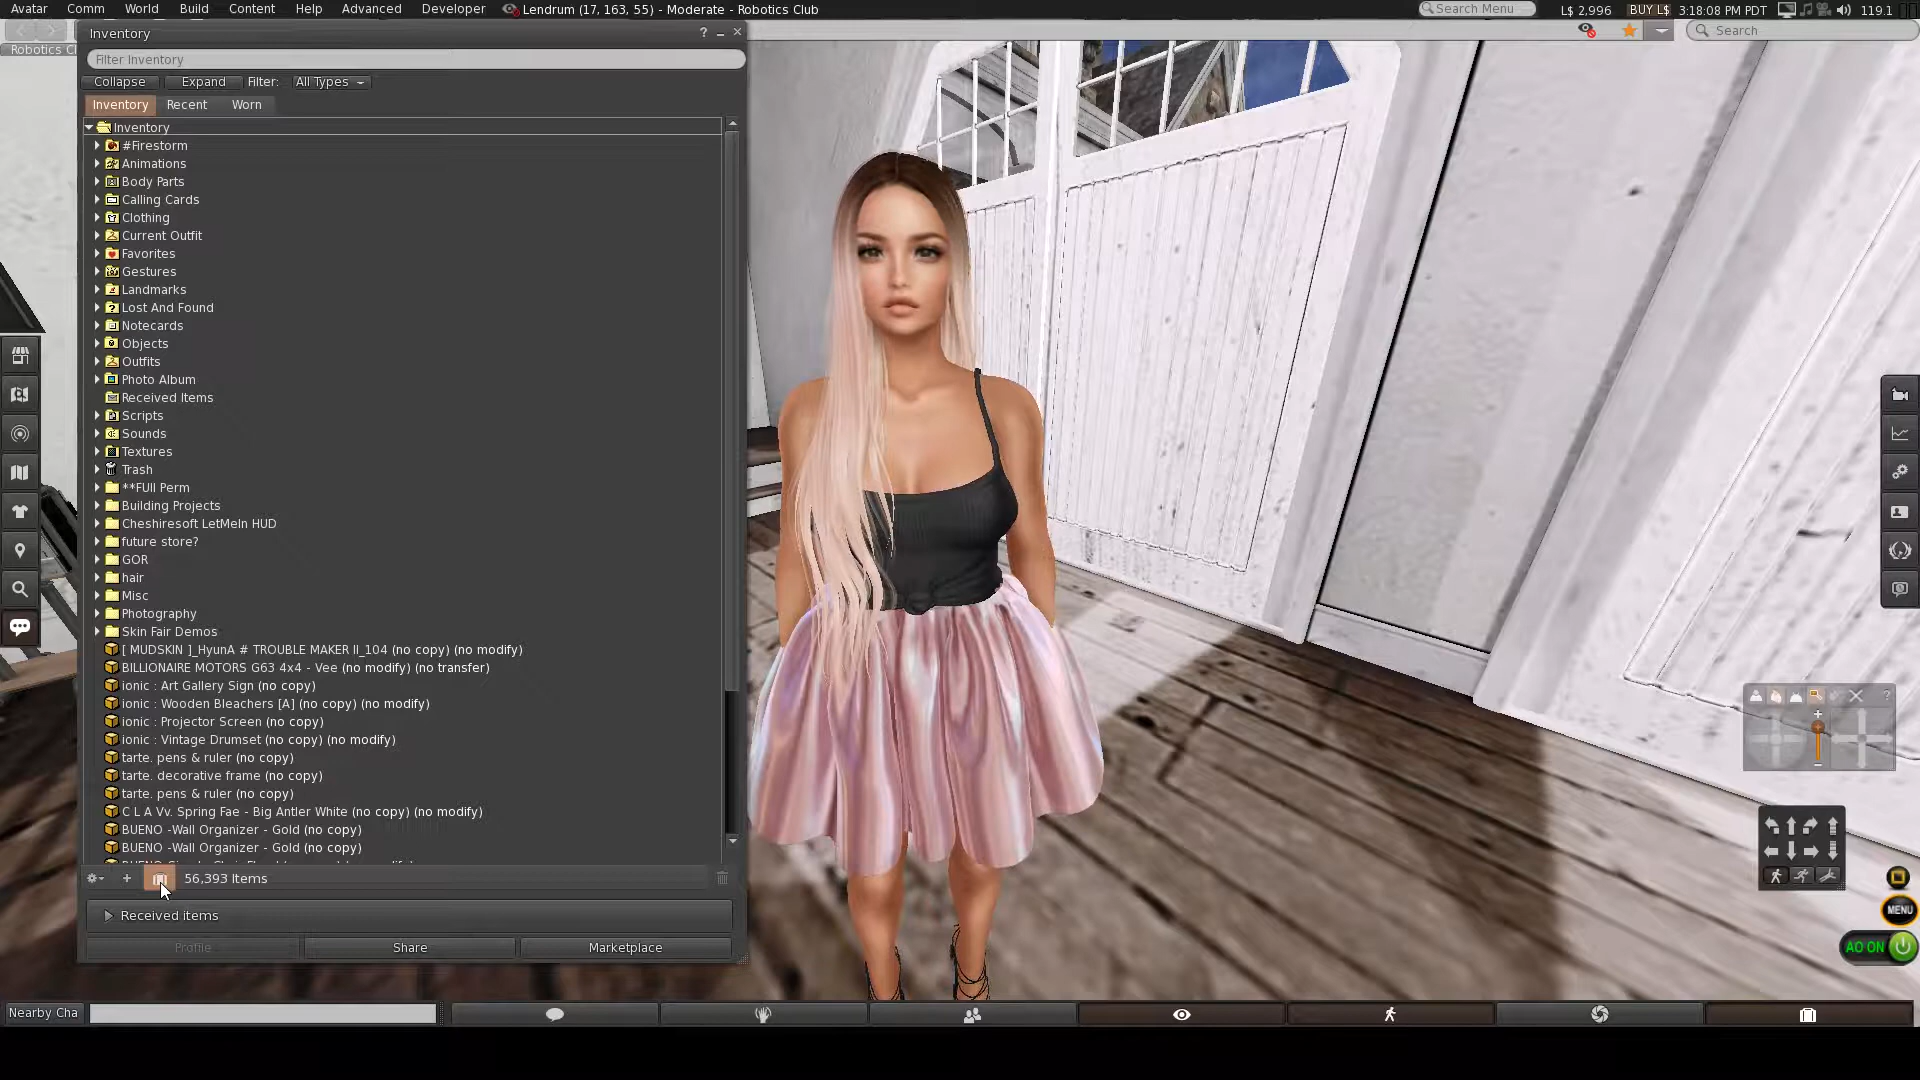 Avatar Comm World Build Content Help Advanced Developer Lendrum (17, 163, 55) - Moderate - Robotics Club Search Menu L$ 2,996 BUY L$ 3:18:08 PM PDT 119.1
Robotics Cl
Search
Inventory ?
Filter Inventory
Collapse Expand Filter: All Types
Inventory Recent Worn
Inventory
#Firestorm
Animations
Body Parts
Calling Cards
Clothing
Current Outfit
Favorites
Gestures
Landmarks
Lost And Found
Notecards
Objects
Outfits
Photo Album
Received Items
Scripts
Sounds
Textures
Trash
**FUll Perm
Building Projects
Cheshiresoft LetMeIn HUD
future store?
GOR
hair
Misc
Photography
Skin Fair Demos
[ MUDSKIN ]_HyunA # TROUBLE MAKER II_104 (no copy) (no modify)
BILLIONAIRE MOTORS G63 4x4 - Vee (no modify) (no transfer)
ionic : Art Gallery Sign (no copy)
ionic : Wooden Bleachers [A] (no copy) (no modify)
ionic : Projector Screen (no copy)
ionic : Vintage Drumset (no copy) (no modify)
tarte. pens & ruler (no copy)
tarte. decorative frame (no copy)
tarte. pens & ruler (no copy)
C L A Vv. Spring Fae - Big Antler White (no copy) (no modify)
BUENO -Wall Organizer - Gold (no copy)
BUENO -Wall Organizer - Gold (no copy)
56,393 Items
Received items
Profile Share Marketplace
?
MENU
AO ON
Nearby Cha